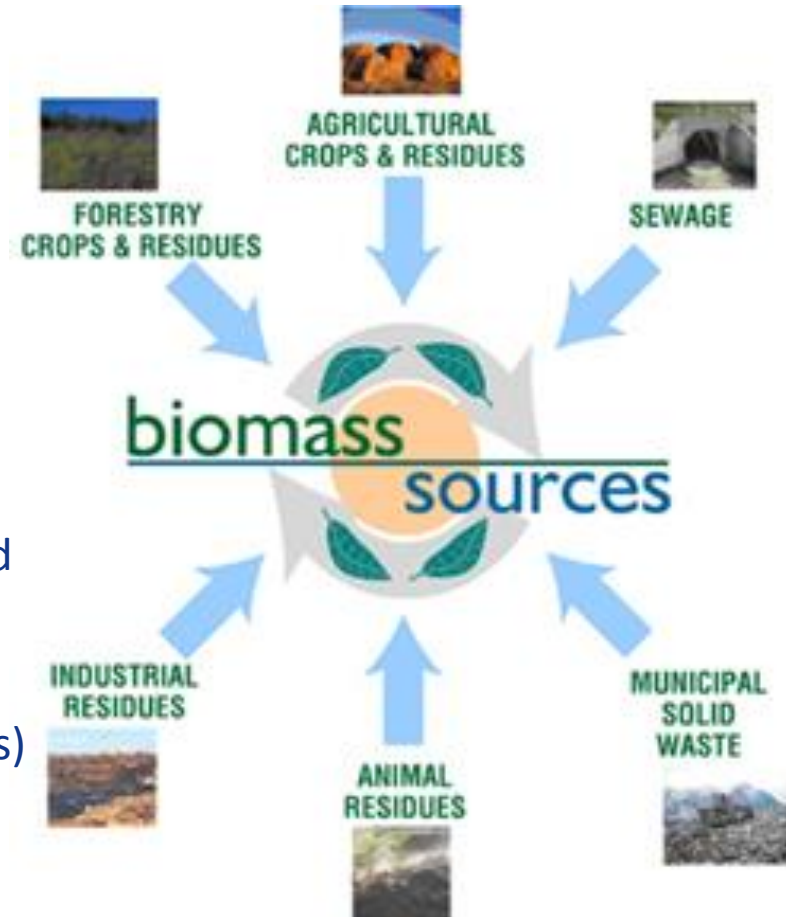 AGRICULTURAL
CROPS & RESIDUES
FORESTRY
CROPS & RESIDUES
SEWAGE
biomass
sources
d
INDUSTRIAL
RESIDUES
s)
ANIMAL
RESIDUES
MUNICIPAL
SOLID
WASTE